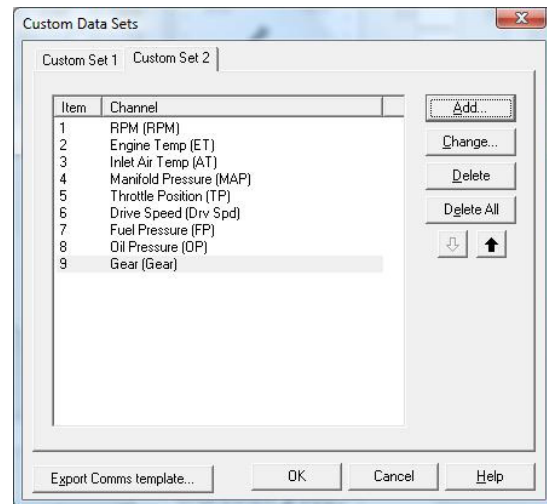 Custom Data Sets
Custom Set 1 Custom Set 2
Item Channel
1 RPM (RPM)
2 Engine Temp (ET)
3 Inlet Air Temp (AT)
4 Manifold Pressure (MAP)
5 Throttle Position (TP)
6 Drive Speed (Drv Spd)
7 Fuel Pressure (FP)
8 Oil Pressure (OP)
9 Gear (Gear)
Add...
Change...
Delete
Delete All
Export Comms template... OK Cancel Help